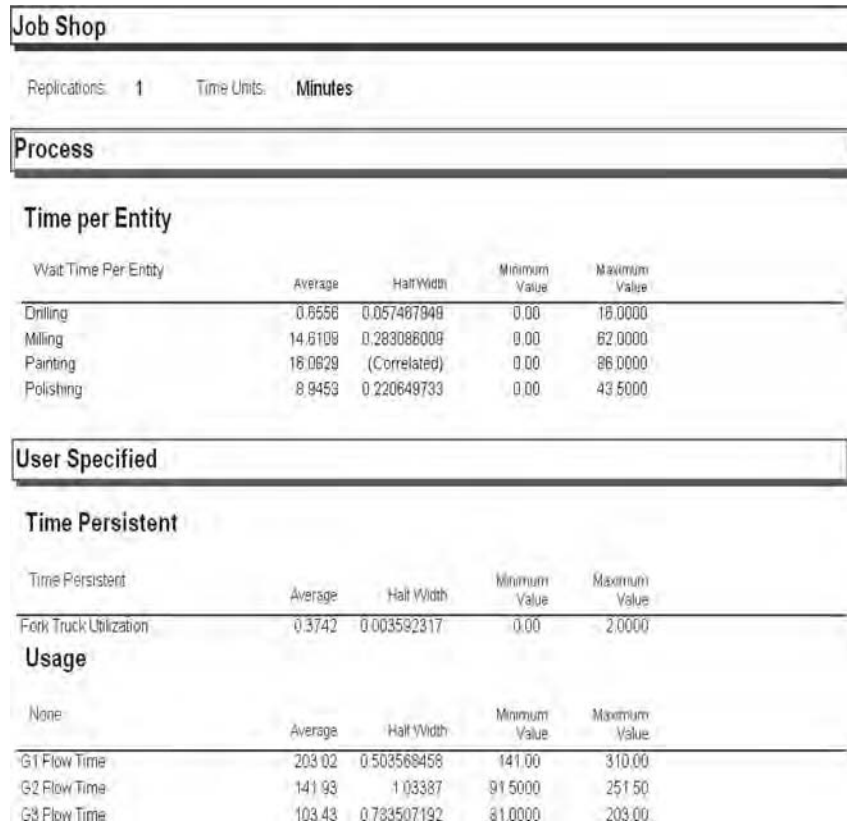 Job Shop
Replications: 1 Time Units: Minutes
Process
Time per Entity
Wait Time Per Entity Average Half Width Minimum Value Maximum Value
Drilling 0.6556 0.057467949 0.00 16.0000
Milling 14.6109 0.283086009 0.00 62.0000
Painting 16.0629 (Correlated) 0.00 86.0000
Polishing 8.9453 0.220649733 0.00 43.5000
User Specified
Time Persistent
Time Persistent Average Half Width Minimum Value Maximum Value
Fork Truck Utilization 0.3742 0.003592317 0.00 2.0000
Usage
None Average Half Width Minimum Value Maximum Value
G1 Flow Time 203.02 0.503568458 141.00 310.00
G2 Flow Time 141.93 1.03387 91.5000 251.50
G3 Flow Time 103.43 0.733507192 81.0000 203.00